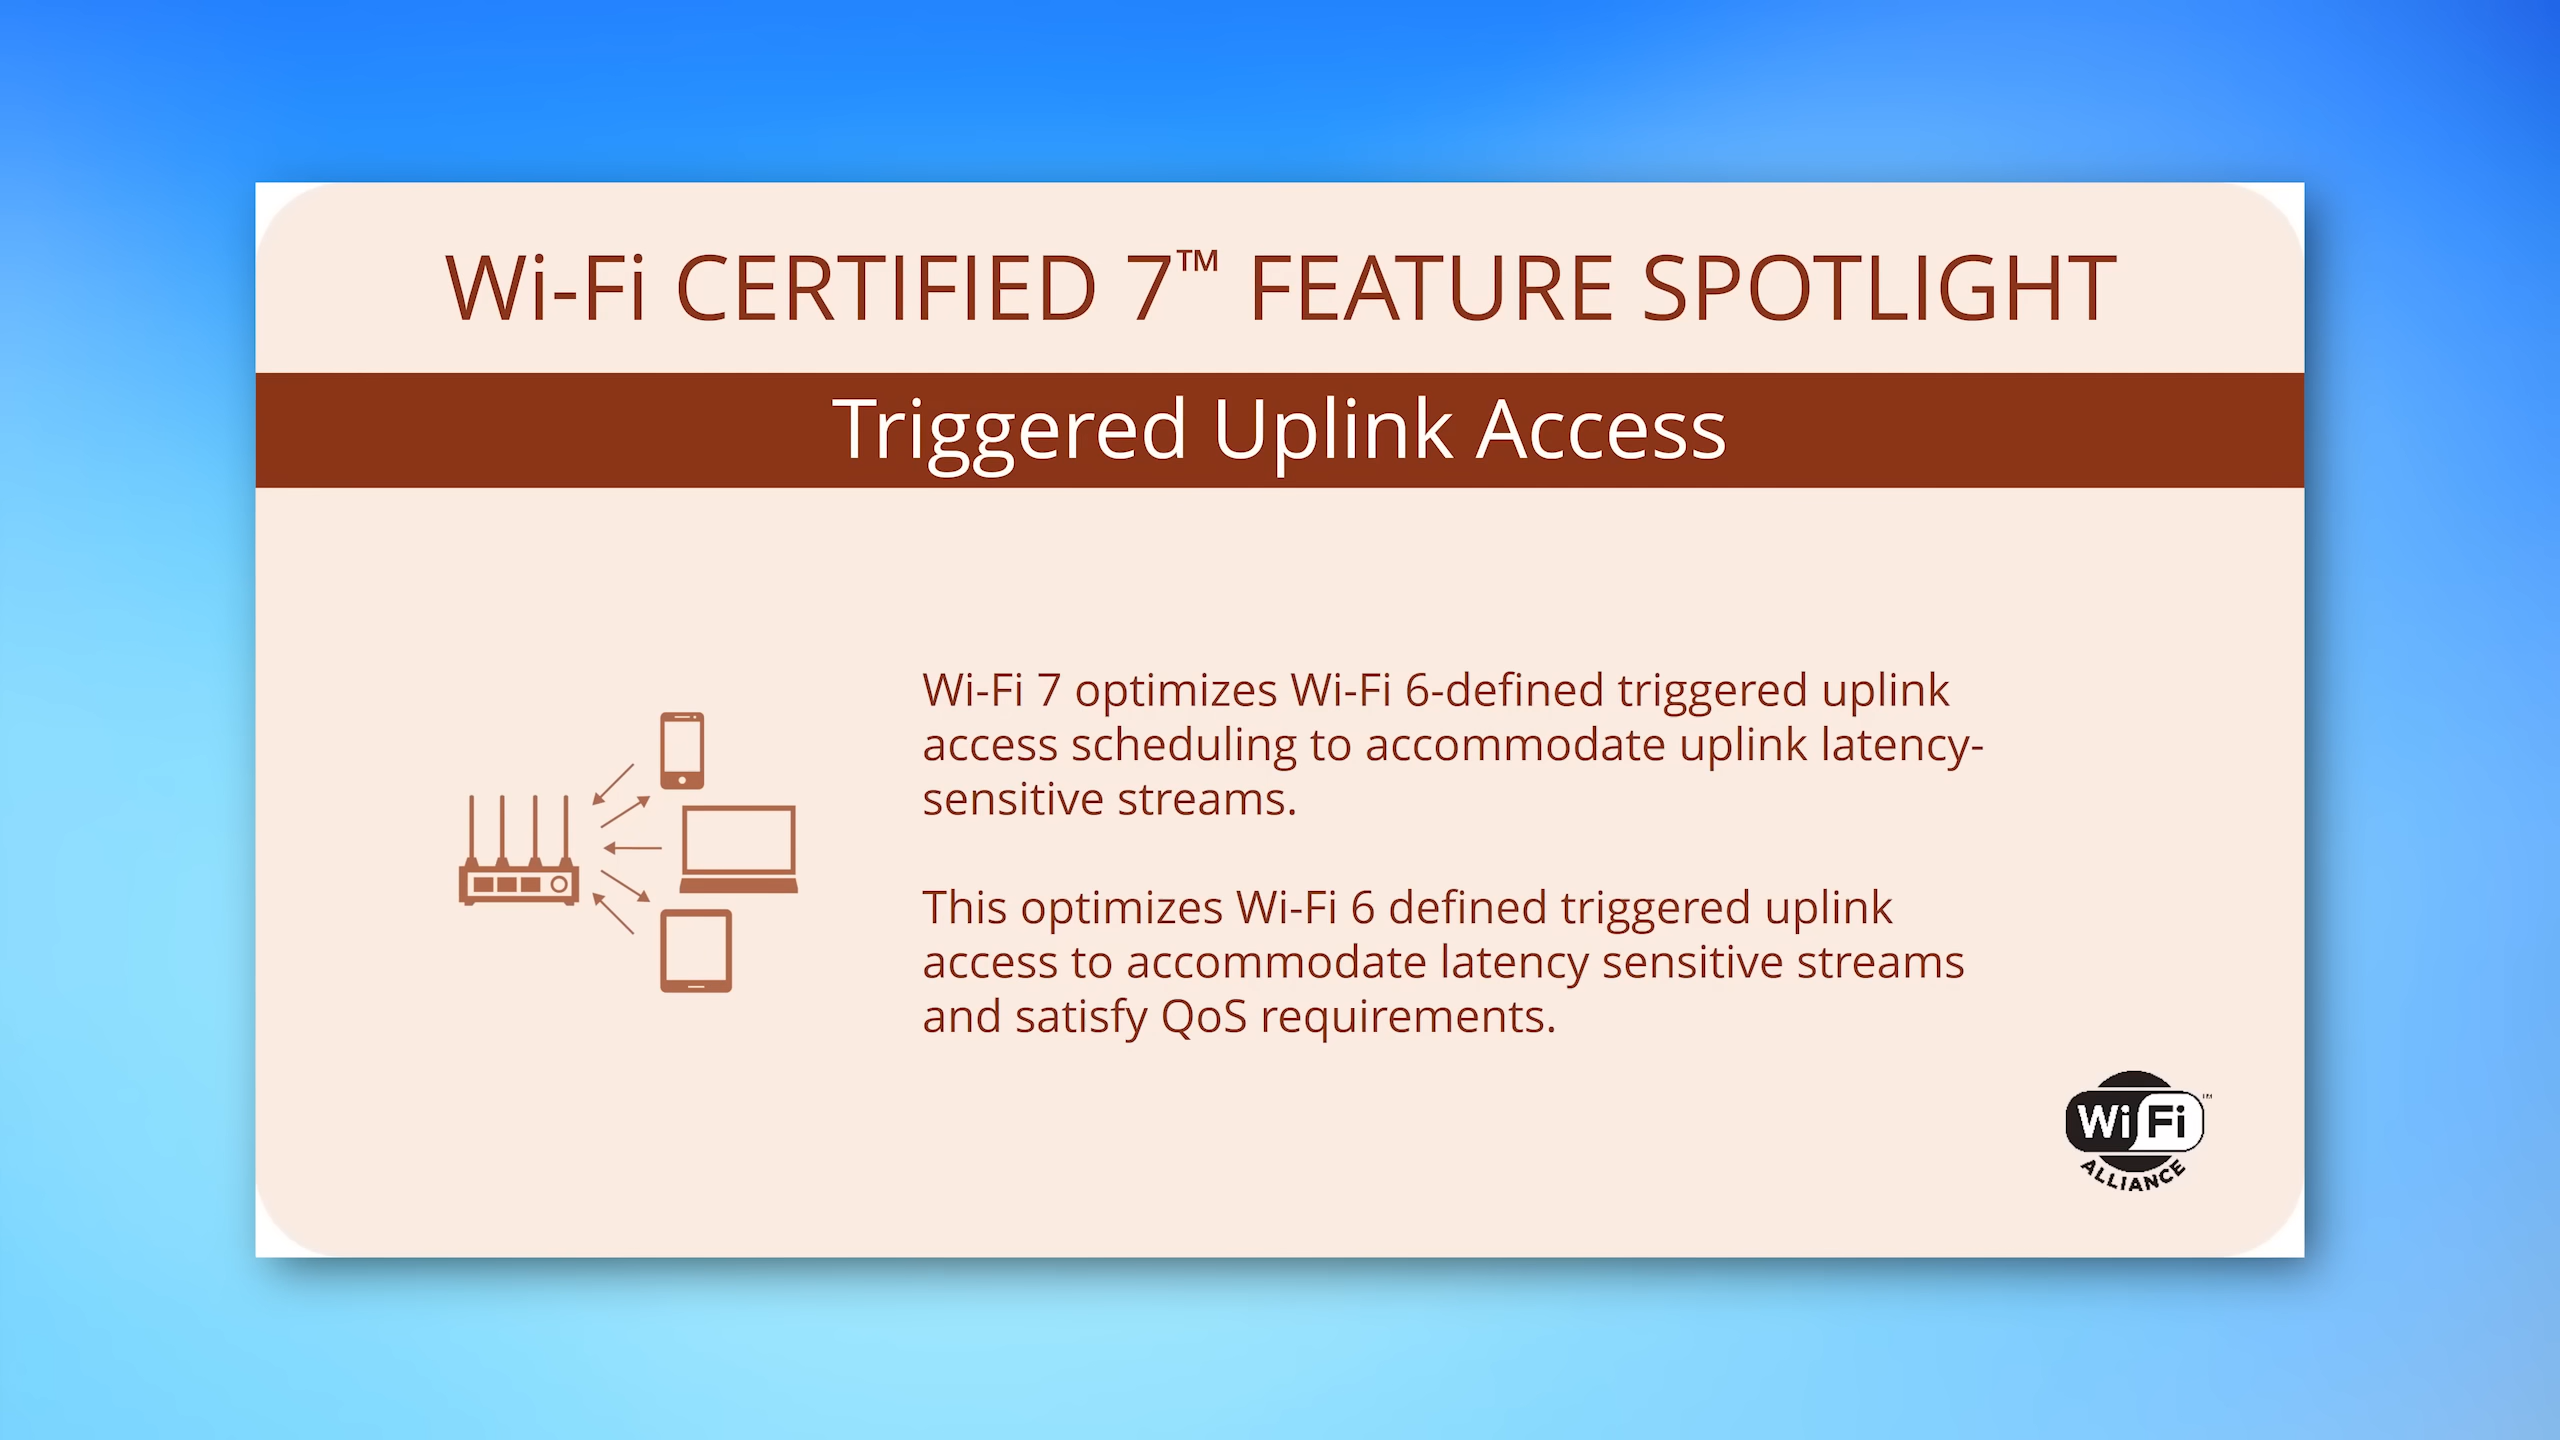 Wi-Fi CERTIFIED 7™ FEATURE SPOTLIGHT
Triggered Uplink Access
Wi-Fi 7 optimizes Wi-Fi 6-defined triggered uplink
access scheduling to accommodate uplink latency-
sensitive streams.
This optimizes Wi-Fi 6 defined triggered uplink
access to accommodate latency sensitive streams
and satisfy QoS requirements.
Wi Fi™
ALLIANCE